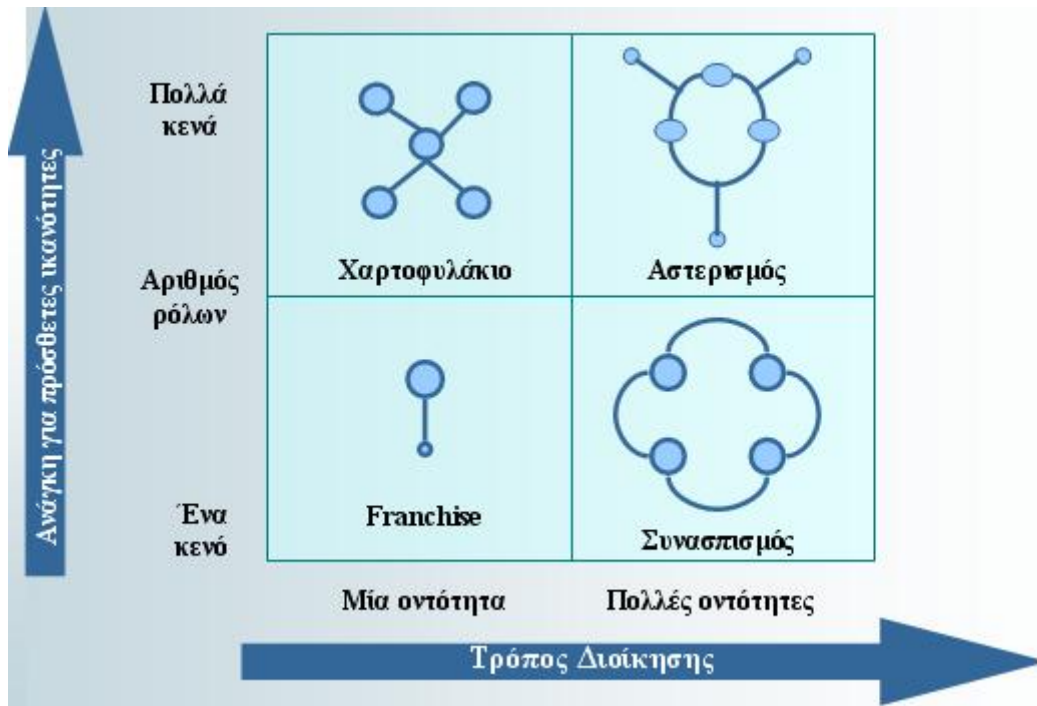 Ανάγκη για πρόσθετες ικανότητες
Πολλά
κενά
Αριθμός
ρόλων
Ένα
κενό
Χαρτοφυλάκιο
Αστερισμός
Franchise
Συνασπισμός
Μία οντότητα
Πολλές οντότητες
Τρόπος Διοίκησης